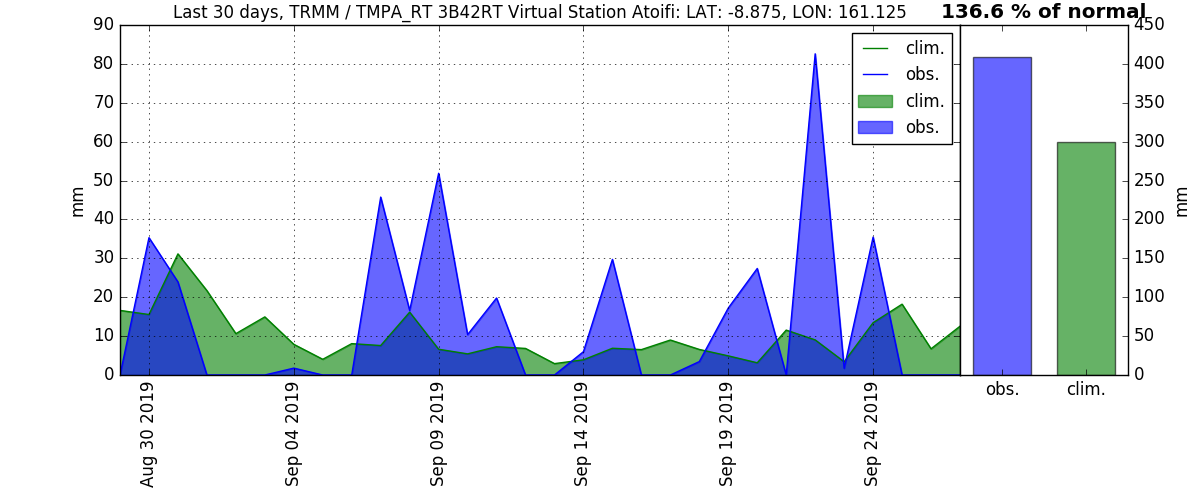 Last 30 days, TRMM / TMPA_RT 3B42RT Virtual Station Atoifi: LAT: -8.875, LON: 161.125
136.6 % of normal
90
80
70
60
50
40
30
20
10
0
mm
clim.
obs.
clim.
obs.
Aug 30 2019
Sep 04 2019
Sep 09 2019
Sep 14 2019
Sep 19 2019
Sep 24 2019
450
400
350
300
250
200
150
100
50
0
mm
obs.
clim.